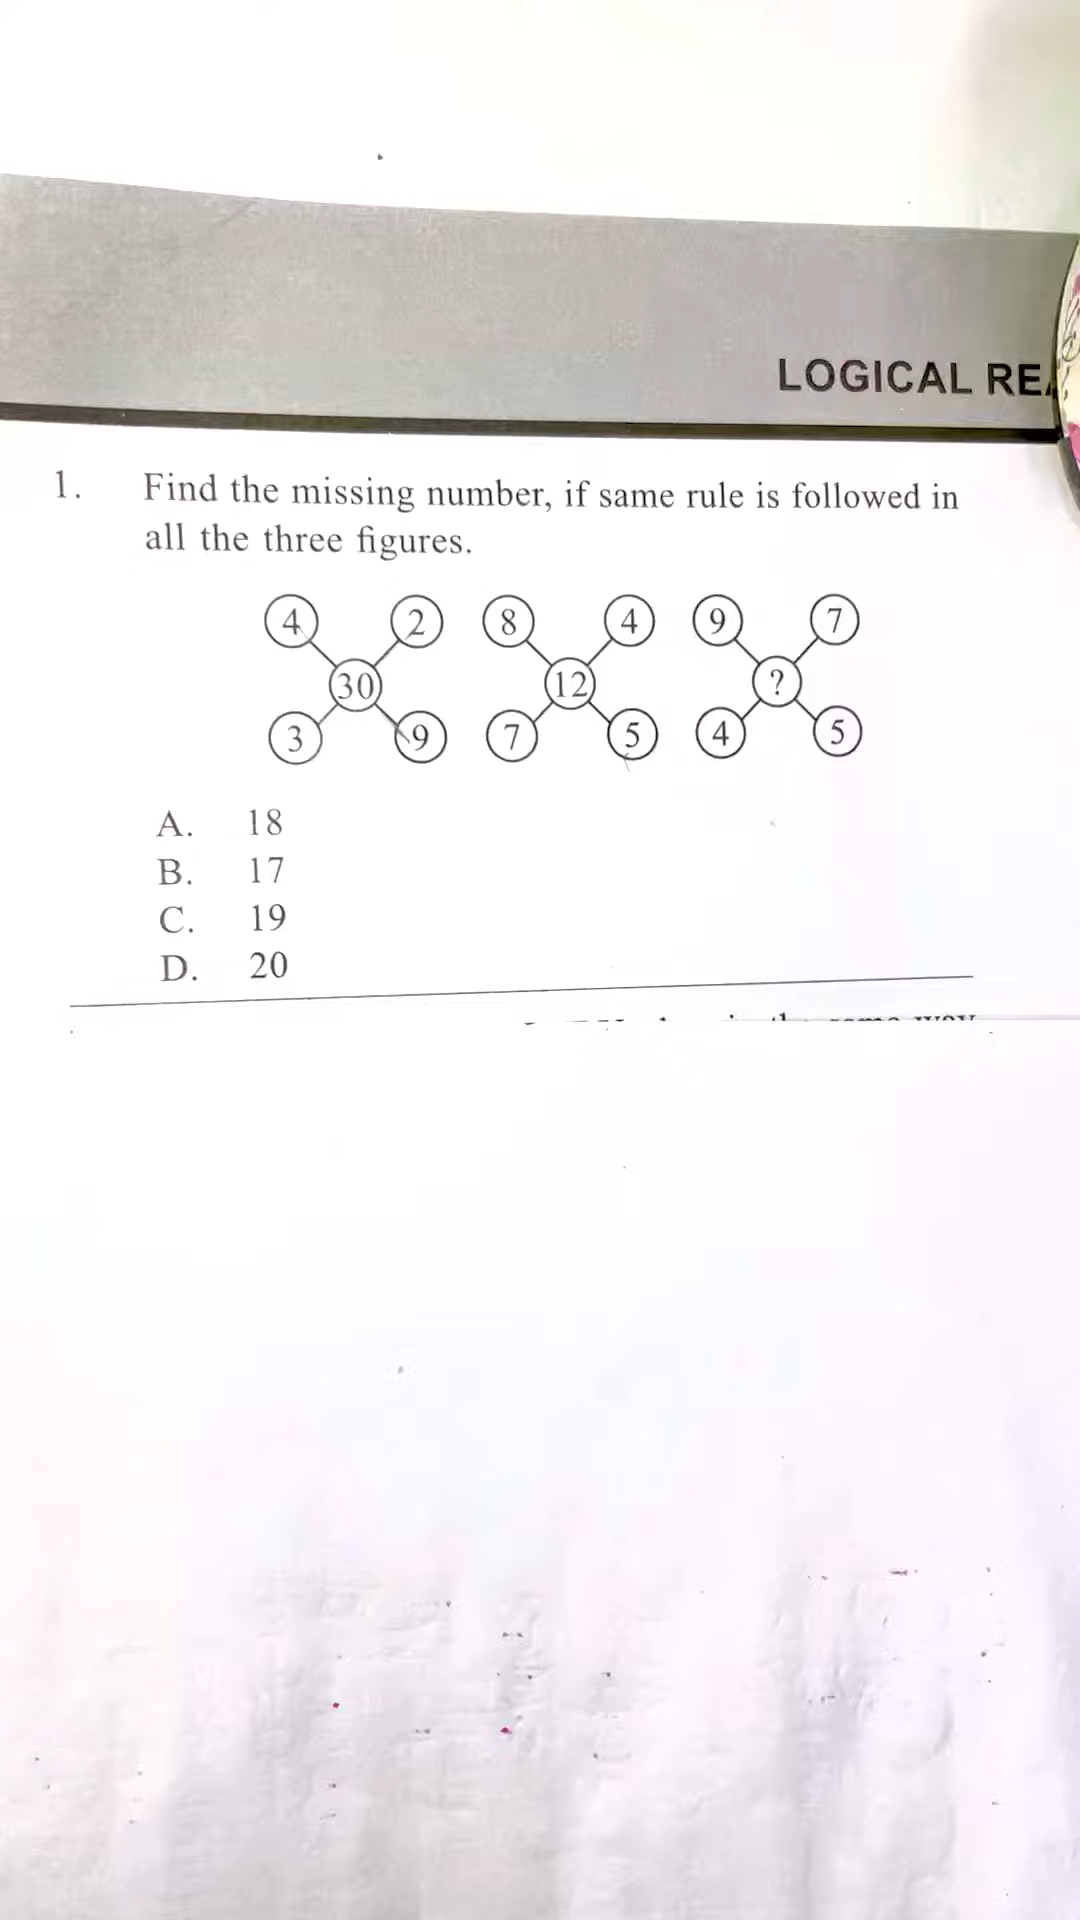 LOGICAL
1. Find the missing number, if same rule is followed in
all the three figures.
4 2 8 4 9 7
30 12 ?
3 9 7 5 4 5
A. 18
B. 17
C. 19
D. 20